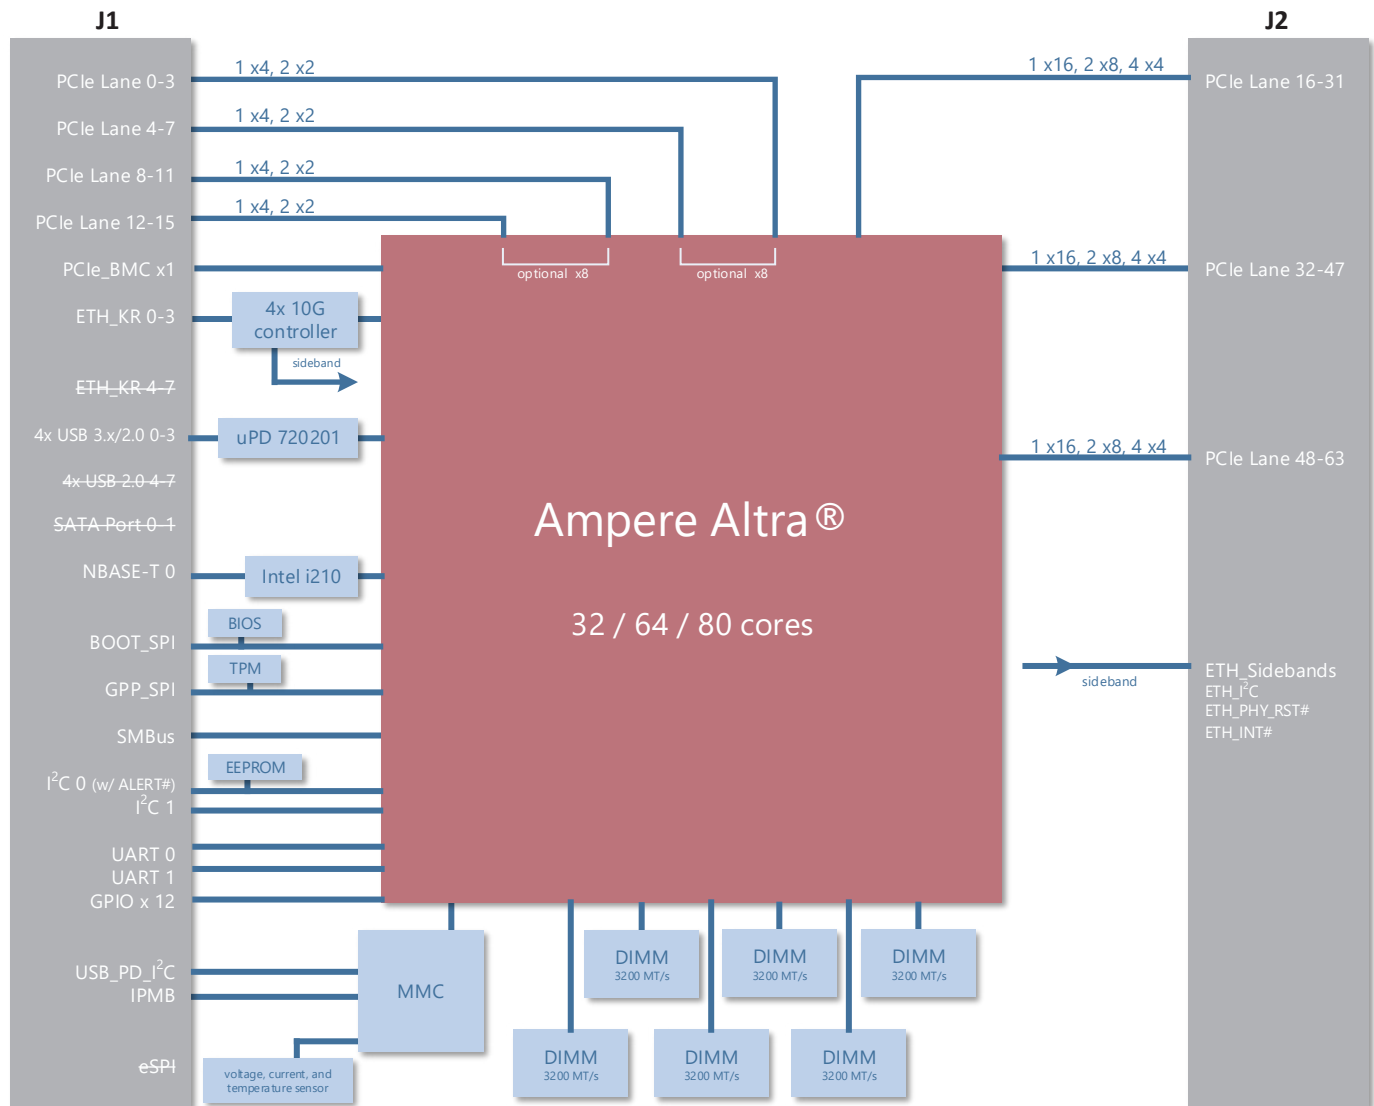 J1
J2
PCIe Lane 0-3
1 x4, 2 x2
PCIe Lane 4-7
1 x4, 2 x2
PCIe Lane 8-11
1 x4, 2 x2
PCIe Lane 12-15
1 x4, 2 x2
PCIe_BMC x1
ETH_KR 0-3
4x 10G
controller
sideband
ETH_KR 4-7
4x USB 3.x/2.0 0-3
uPD 720201
4x USB 2.0 4-7
SATA Port 0-1
NBASE-T 0
Intel i210
BIOS
BOOT_SPI
TPM
GPP_SPI
SMBus
EEPROM
I²C 0 (w/ ALERT#)
I²C 1
UART 0
UART 1
GPIO x 12
USB_PD_I²C
IPMB
MMC
eSPI
voltage, current, and
temperature sensor
optional x8
optional x8
Ampere Altra®
32 / 64 / 80 cores
DIMM
3200 MT/s
DIMM
3200 MT/s
DIMM
3200 MT/s
DIMM
3200 MT/s
DIMM
3200 MT/s
DIMM
3200 MT/s
1 x16, 2 x8, 4 x4
PCIe Lane 16-31
1 x16, 2 x8, 4 x4
PCIe Lane 32-47
1 x16, 2 x8, 4 x4
PCIe Lane 48-63
sideband
ETH_Sidebands
ETH_I²C
ETH_PHY_RST#
ETH_INT#